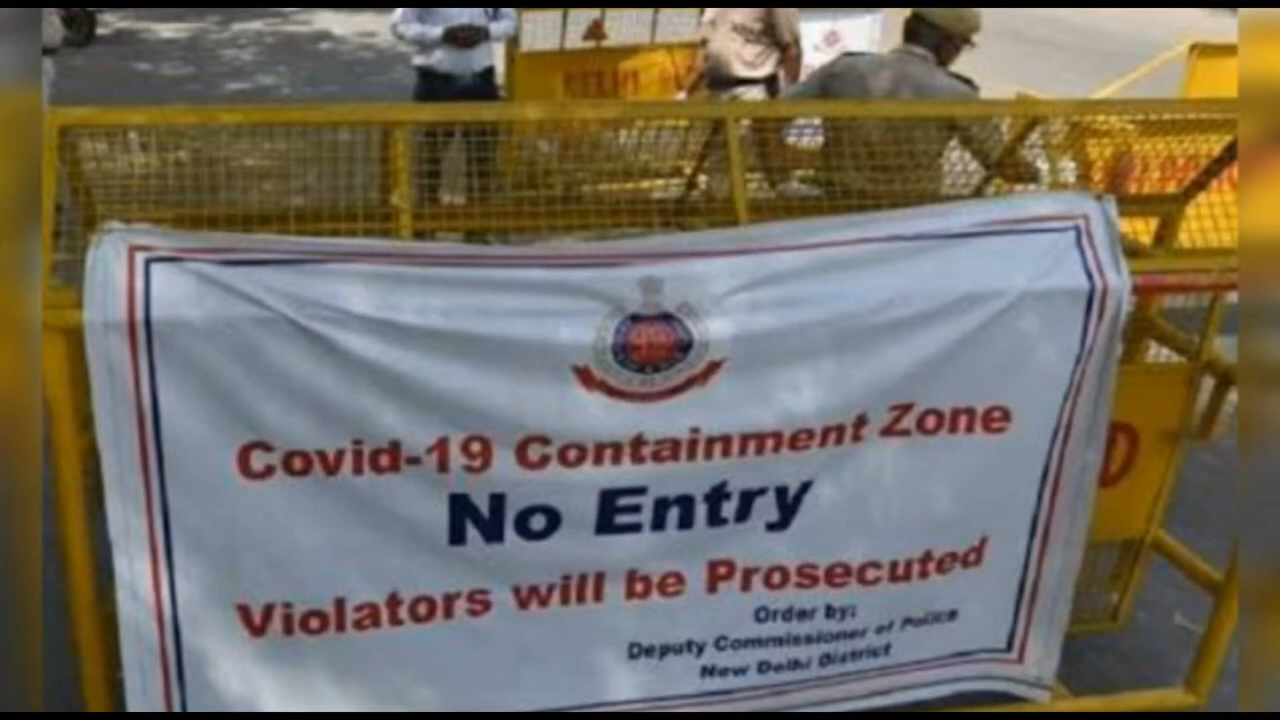 DELHI
Covid-19 Containment Zone
No Entry
Violators will be Prosecuted
Order by:
Deputy Commissioner of Police
New Delhi District
D